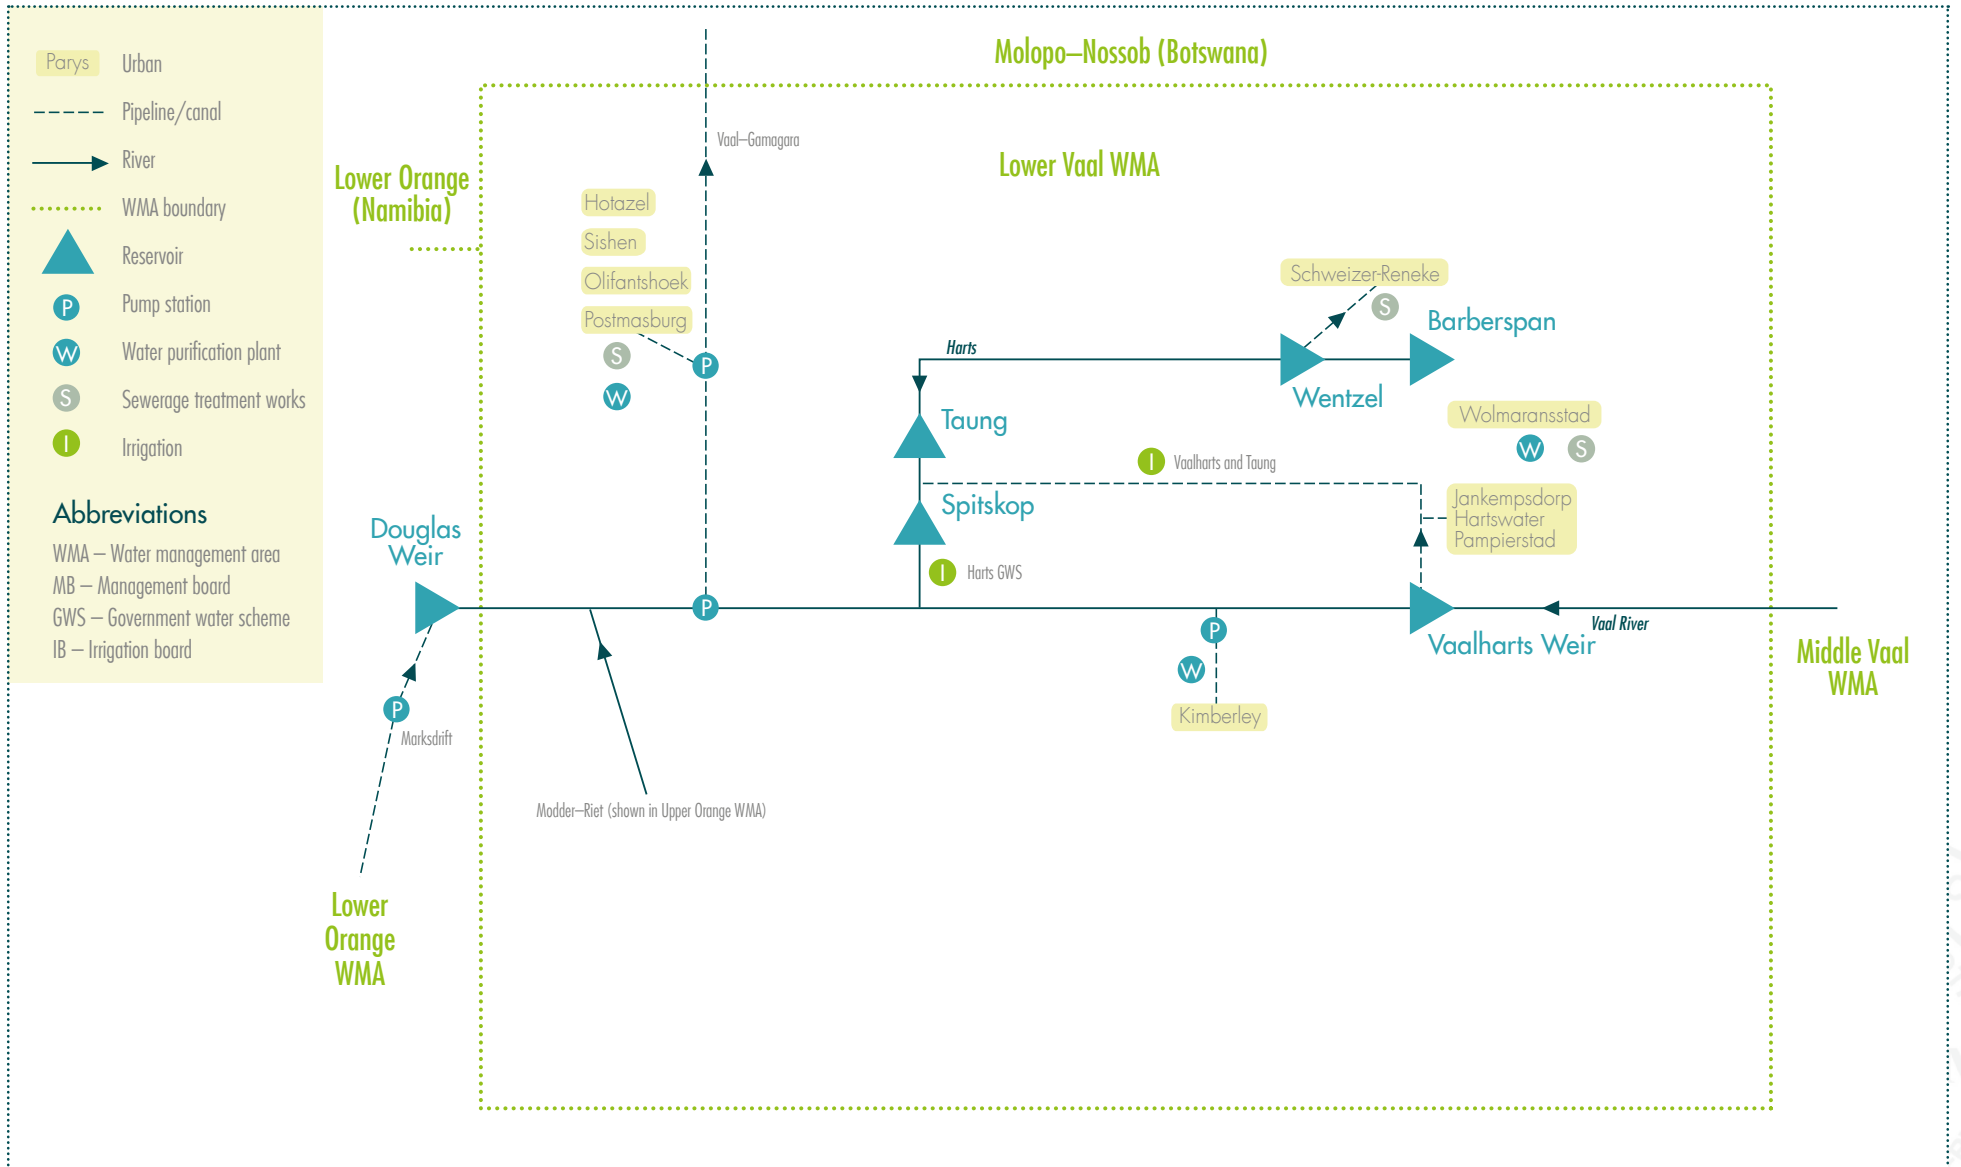 Parys
Urban
Pipeline/canal
River
WMA boundary
Reservoir
P
Pump station
W
Water purification plant
S
Sewerage treatment works
I
Irrigation
Abbreviations
WMA – Water management area
MB – Management board
GWS – Government water scheme
IB – Irrigation board
Molopo–Nossob (Botswana)
Lower Orange
(Namibia)
Vaal–Gamagara
Lower Vaal WMA
Hotazel
Sishen
Olifantshoek
Postmasburg
S
W
P
Schweizer-Reneke
S
Barberspan
Harts
Wentzel
Taung
Wolmaransstad
W
S
I
Vaalharts and Taung
Spitskop
Jankempsdorp
Hartswater
Pampierstad
Douglas
Weir
I
Harts GWS
P
P
W
Kimberley
Vaal River
Vaalharts Weir
Middle Vaal
WMA
P
Marksdrift
Modder–Riet (shown in Upper Orange WMA)
Lower
Orange
WMA